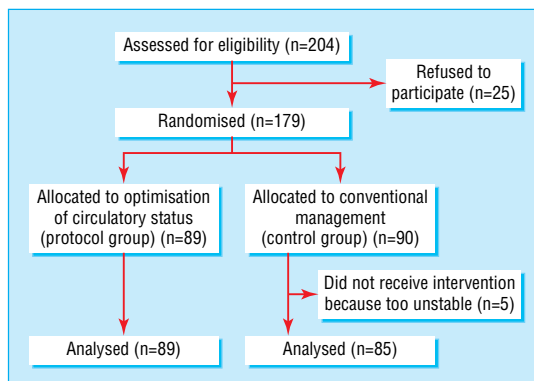 Assessed for eligibility (n=204)
Refused to
participate (n=25)
Randomised (n=179)
Allocated to optimisation
of circulatory status
(protocol group) (n=89)
Allocated to conventional
management
(control group) (n=90)
Did not receive intervention
because too unstable (n=5)
Analysed (n=89)
Analysed (n=85)